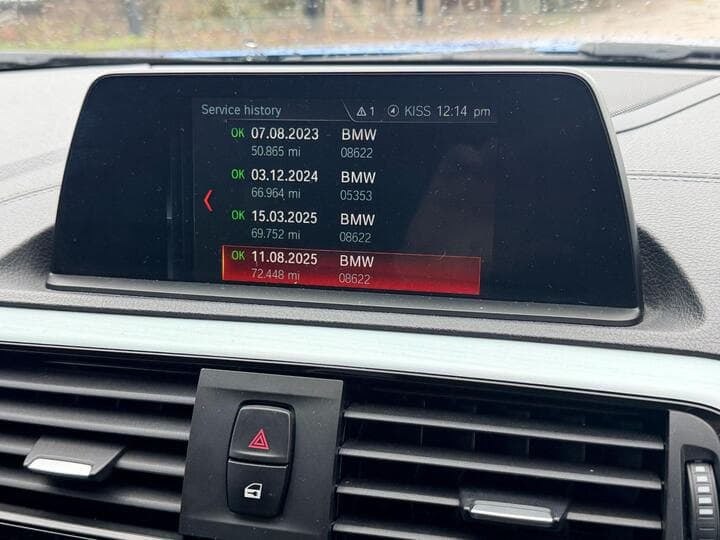 Service history 1 KISS 12:14 pm
OK 07.08.2023 BMW
50.865 mi 08622
OK 03.12.2024 BMW
66.964 mi 05353
OK 15.03.2025 BMW
69.752 mi 08622
OK 11.08.2025 BMW
72.448 mi 08622